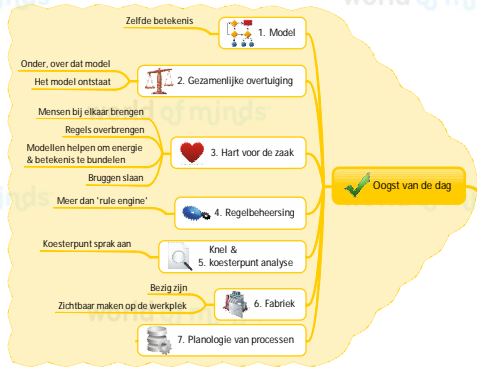 Zelfde betekenis
1. Model
Onder, over dat model
Het model ontstaat
2. Gezamenlijke overtuiging
Mensen bij elkaar brengen
Regels overbrengen
Modellen helpen om energie
& betekenis te bundelen
Bruggen slaan
3. Hart voor de zaak
Meer dan 'rule engine'
4. Regelbeheersing
Koesterpunt sprak aan
Knel &
5. koesterpunt analyse
Bezig zijn
Zichtbaar maken op de werkplek
6. Fabriek
7. Planologie van processen
Oogst van de dag
world of minds